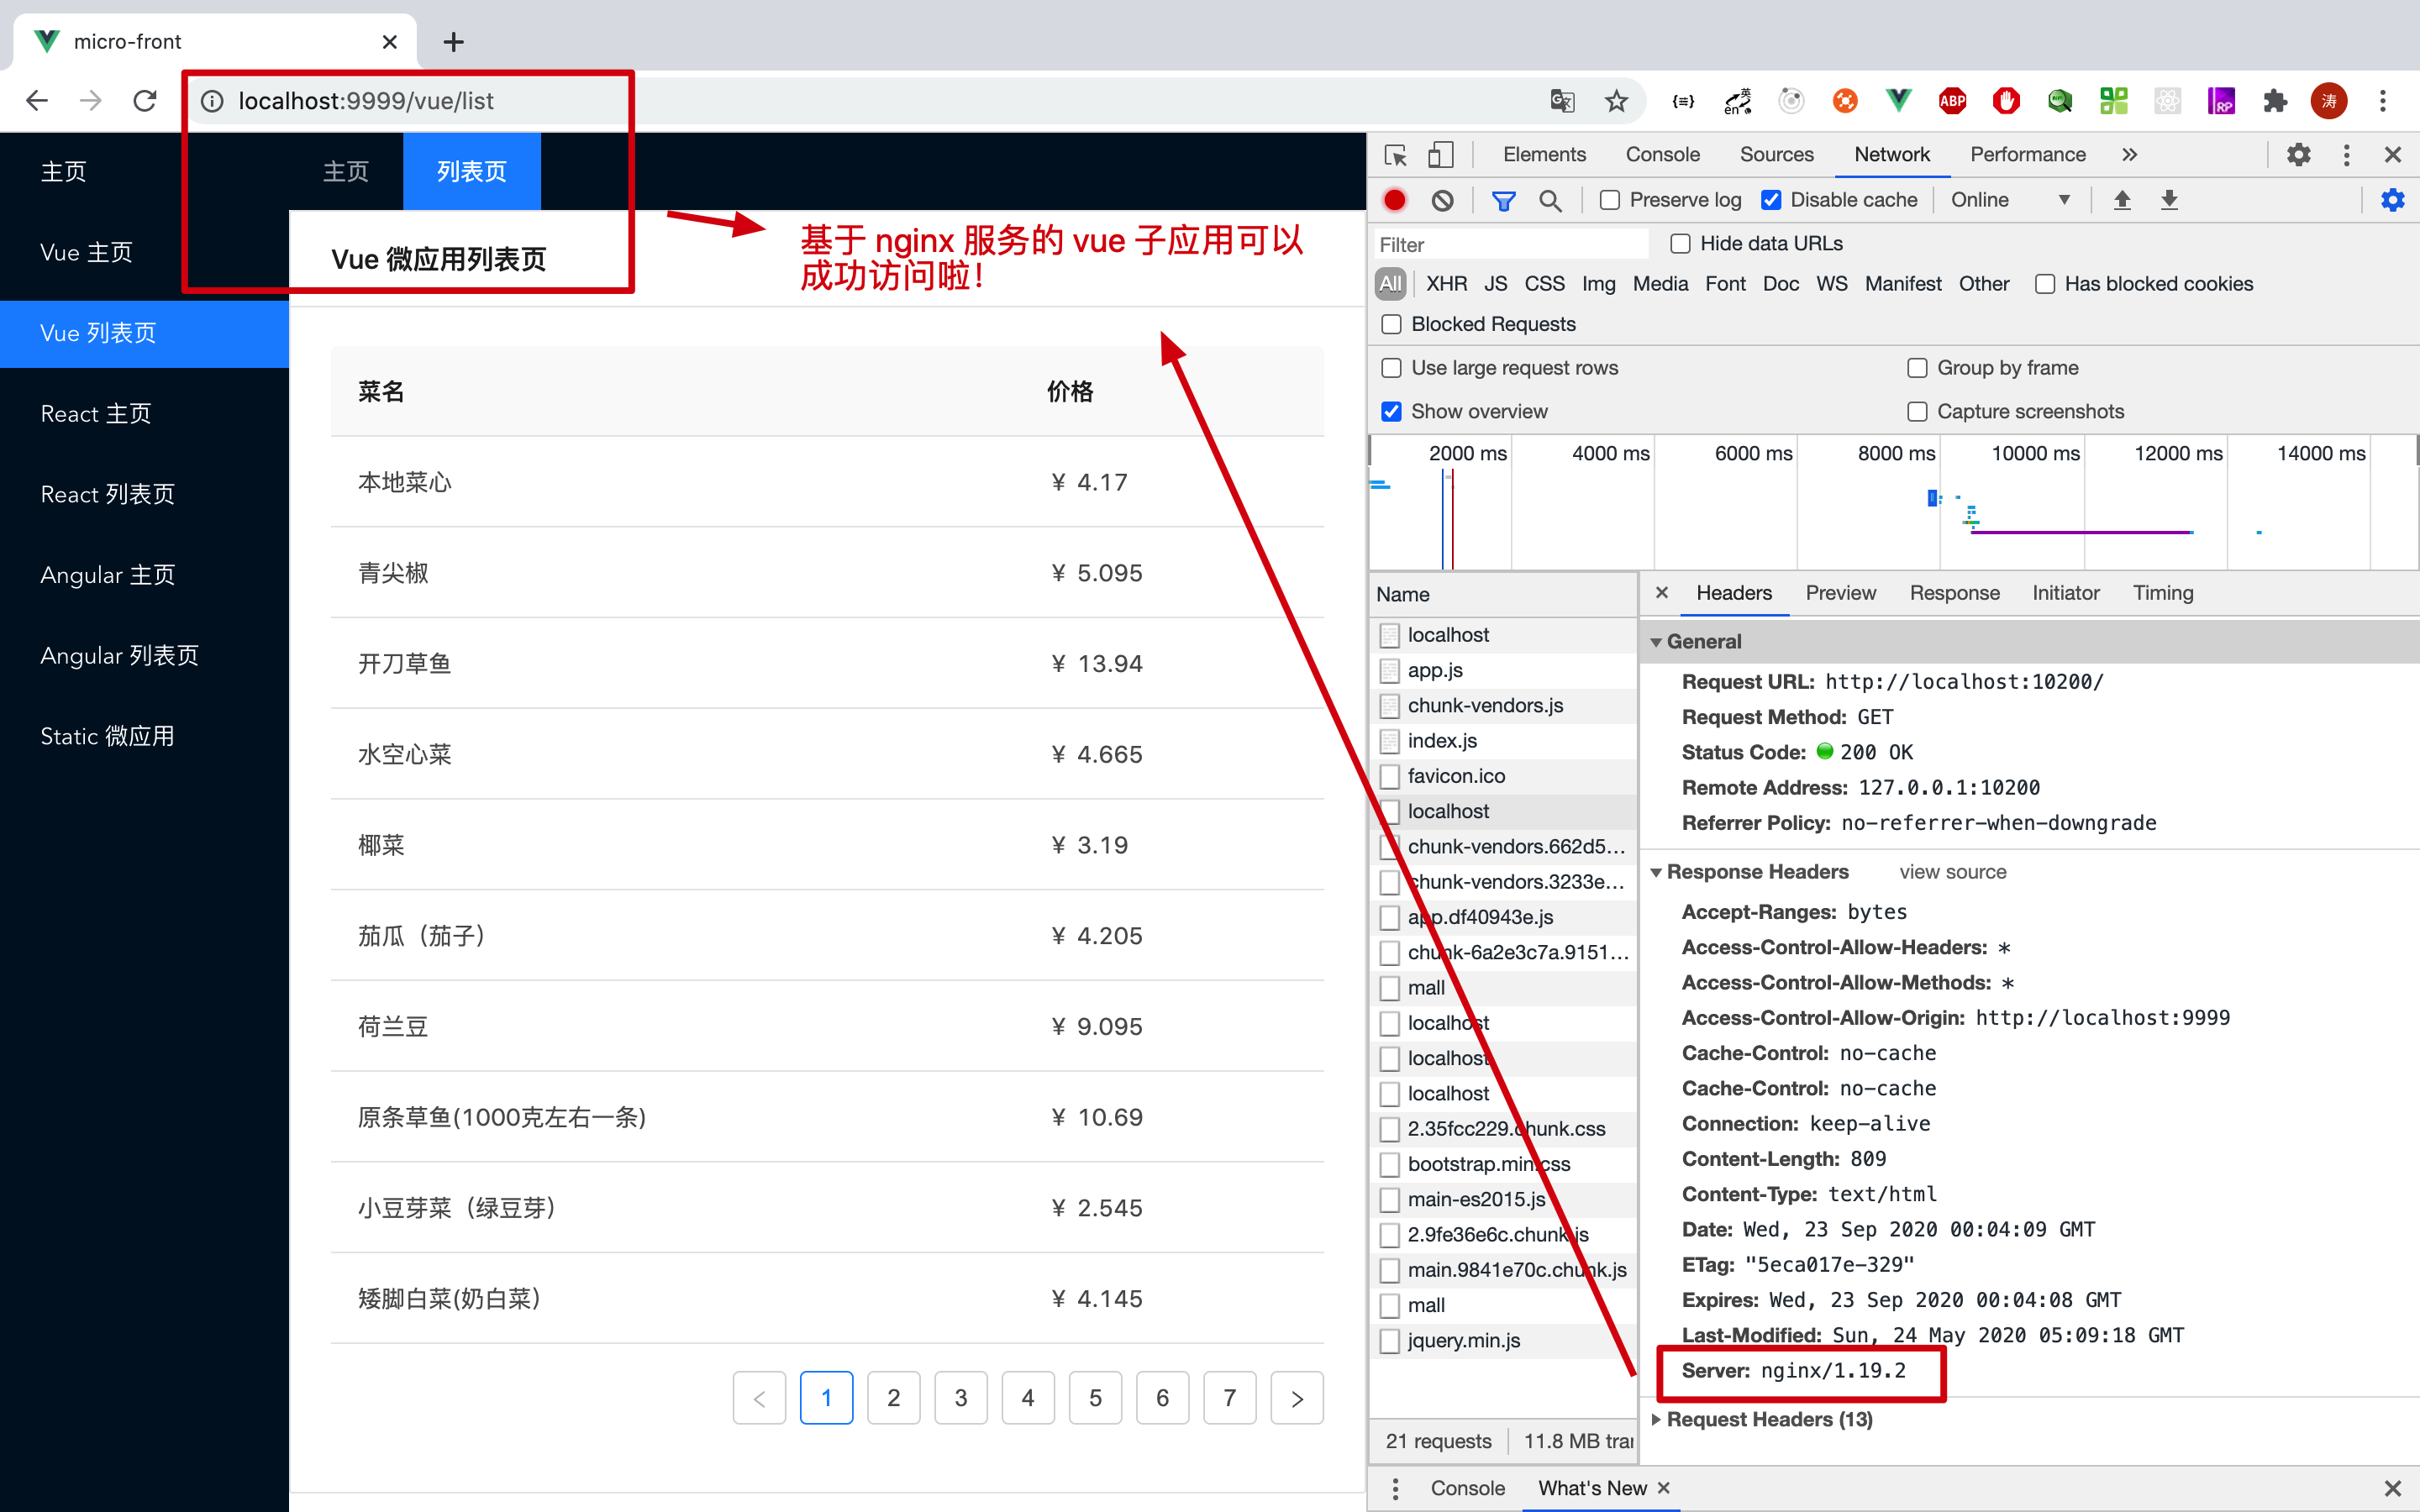 micro-front
localhost:9999/vue/list
主页
Vue 主页
Vue 列表页
React 主页
React 列表页
Angular 主页
Angular 列表页
Static 微应用
主页 列表页
Vue 微应用列表页
基于 nginx 服务的 vue 子应用可以
成功访问啦！
菜名 价格
本地菜心 ¥ 4.17
青尖椒 ¥ 5.095
开刀草鱼 ¥ 13.94
水空心菜 ¥ 4.665
椰菜 ¥ 3.19
茄瓜（茄子） ¥ 4.205
荷兰豆 ¥ 9.095
原条草鱼(1000克左右一条) ¥ 10.69
小豆芽菜（绿豆芽） ¥ 2.545
矮脚白菜(奶白菜） ¥ 4.145
< 1 2 3 4 5 6 7 >
Elements Console Sources Network Performance »
Preserve log Disable cache Online
Filter Hide data URLs
All XHR JS CSS Img Media Font Doc WS Manifest Other Has blocked cookies
Blocked Requests
Use large request rows Group by frame
Show overview Capture screenshots
2000 ms 4000 ms 6000 ms 8000 ms 10000 ms 12000 ms 14000 ms
Name
localhost
app.js
chunk-vendors.js
index.js
favicon.ico
localhost
chunk-vendors.662d5...
chunk-vendors.3233e...
app.df40943e.js
chunk-6a2e3c7a.9151...
mall
localhost
localhost
localhost
2.35fcc229.chunk.css
bootstrap.min.css
main-es2015.js
2.9fe36e6c.chunk.js
main.9841e70c.chunk.js
mall
jquery.min.js
21 requests 11.8 MB tra
Headers Preview Response Initiator Timing
General
Request URL: http://localhost:10200/
Request Method: GET
Status Code: 200 OK
Remote Address: 127.0.0.1:10200
Referrer Policy: no-referrer-when-downgrade
Response Headers view source
Accept-Ranges: bytes
Access-Control-Allow-Headers: *
Access-Control-Allow-Methods: *
Access-Control-Allow-Origin: http://localhost:9999
Cache-Control: no-cache
Cache-Control: no-cache
Connection: keep-alive
Content-Length: 809
Content-Type: text/html
Date: Wed, 23 Sep 2020 00:04:09 GMT
ETag: "5eca017e-329"
Expires: Wed, 23 Sep 2020 00:04:08 GMT
Last-Modified: Sun, 24 May 2020 05:09:18 GMT
Server: nginx/1.19.2
Request Headers (13)
Console What's New